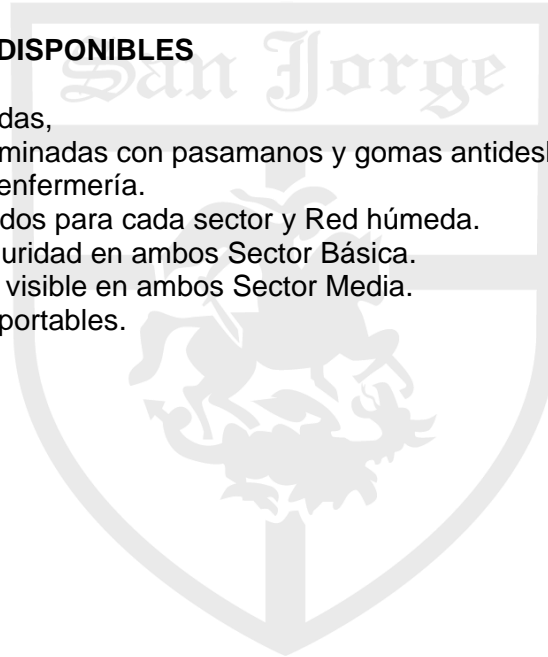 DISPONIBLES
San Jorge
das,
minadas con pasamanos y gomas antidesl
enfermería.
dos para cada sector y Red húmeda.
uridad en ambos Sector Básica.
visible en ambos Sector Media.
portables.